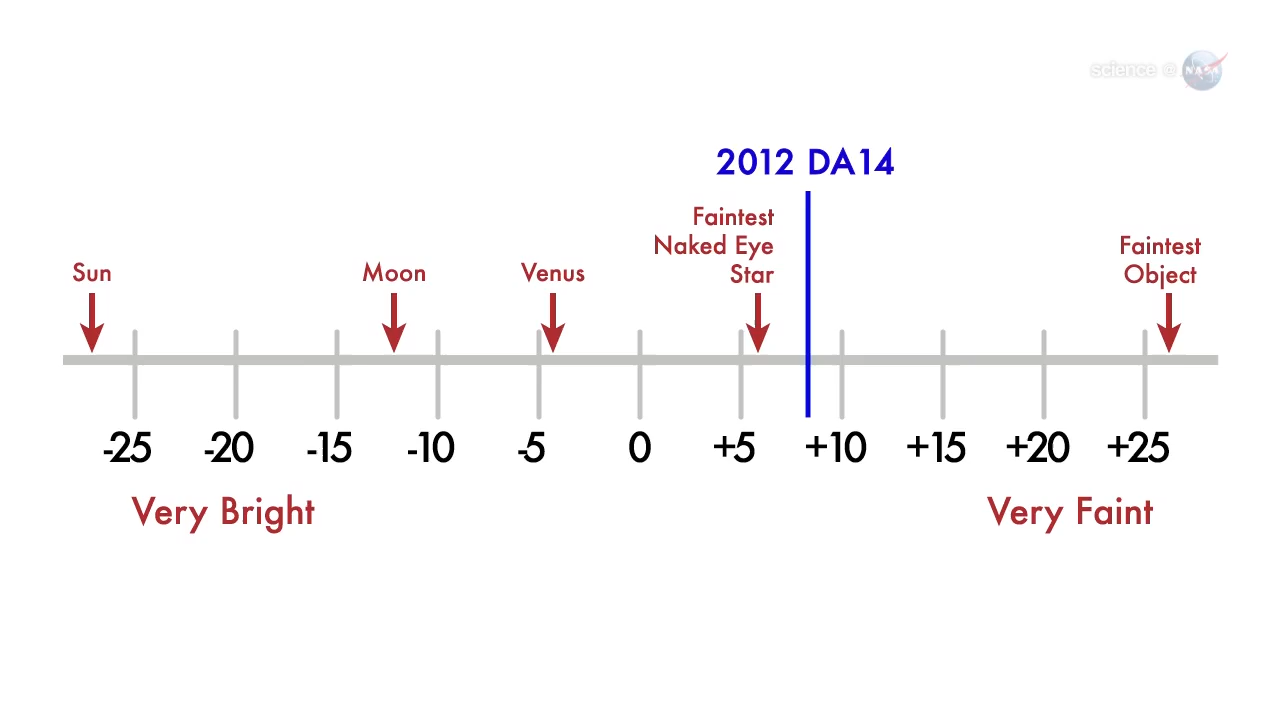 science @ NASA
2012 DA14
Faintest
Naked Eye
Star
Faintest
Object
Sun
Moon
Venus
-25
-20
-15
-10
-5
0
+5
+10
+15
+20
+25
Very Bright
Very Faint